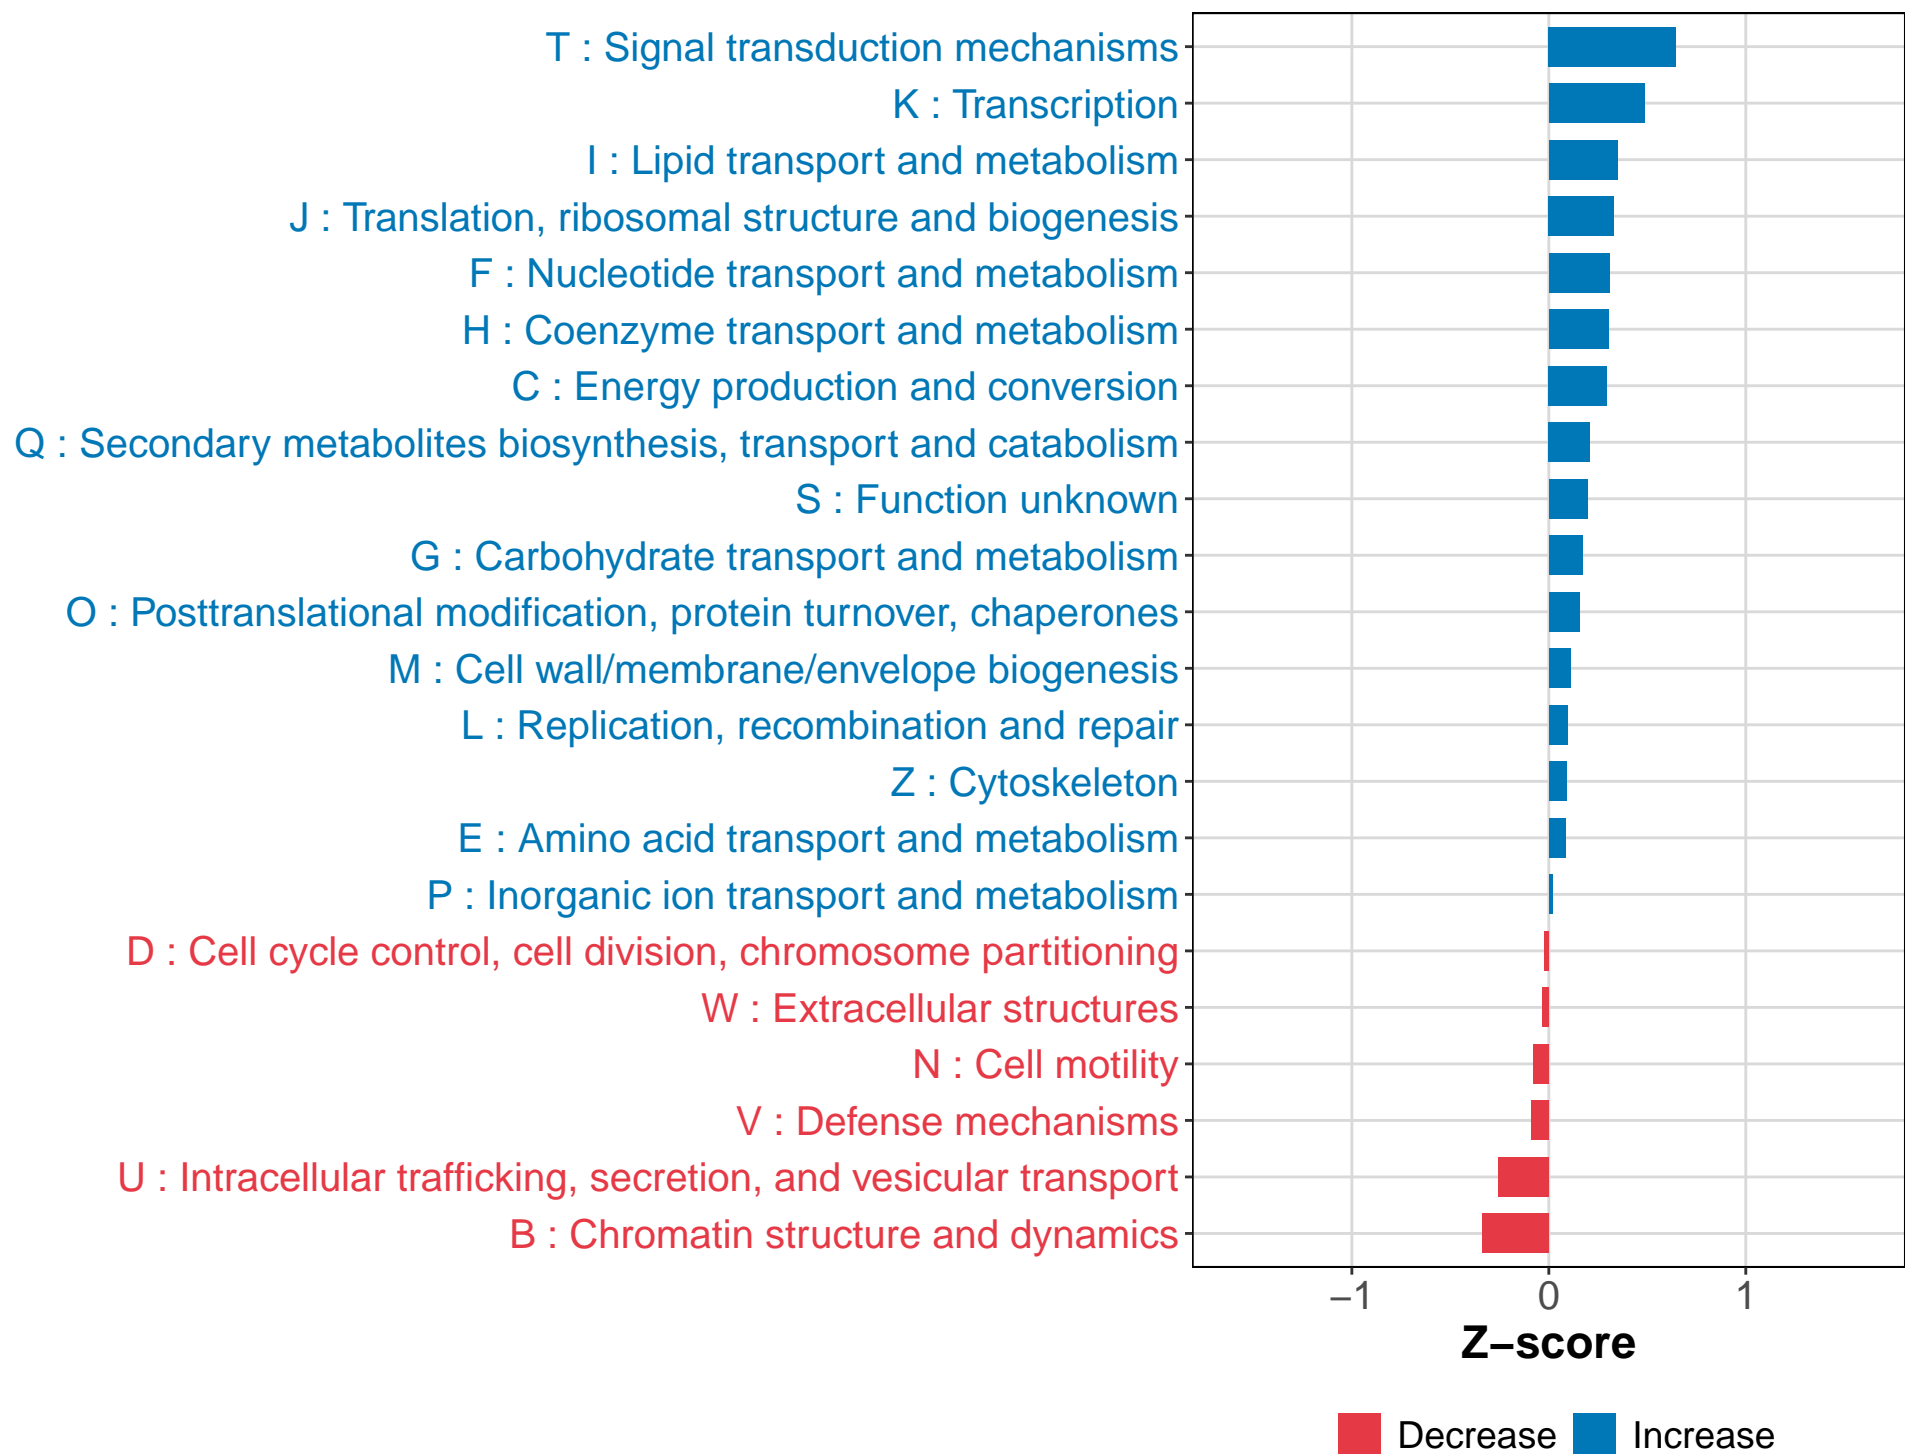 T : Signal transduction mechanisms
K : Transcription
I : Lipid transport and metabolism
J : Translation, ribosomal structure and biogenesis
F : Nucleotide transport and metabolism
H : Coenzyme transport and metabolism
C : Energy production and conversion
Q : Secondary metabolites biosynthesis, transport and catabolism
S : Function unknown
G : Carbohydrate transport and metabolism
O : Posttranslational modification, protein turnover, chaperones
M : Cell wall/membrane/envelope biogenesis
L : Replication, recombination and repair
Z : Cytoskeleton
E : Amino acid transport and metabolism
P : Inorganic ion transport and metabolism
D : Cell cycle control, cell division, chromosome partitioning
W : Extracellular structures
N : Cell motility
V : Defense mechanisms
U : Intracellular trafficking, secretion, and vesicular transport
B : Chromatin structure and dynamics
−1 0 1
Z−score
Decrease Increase